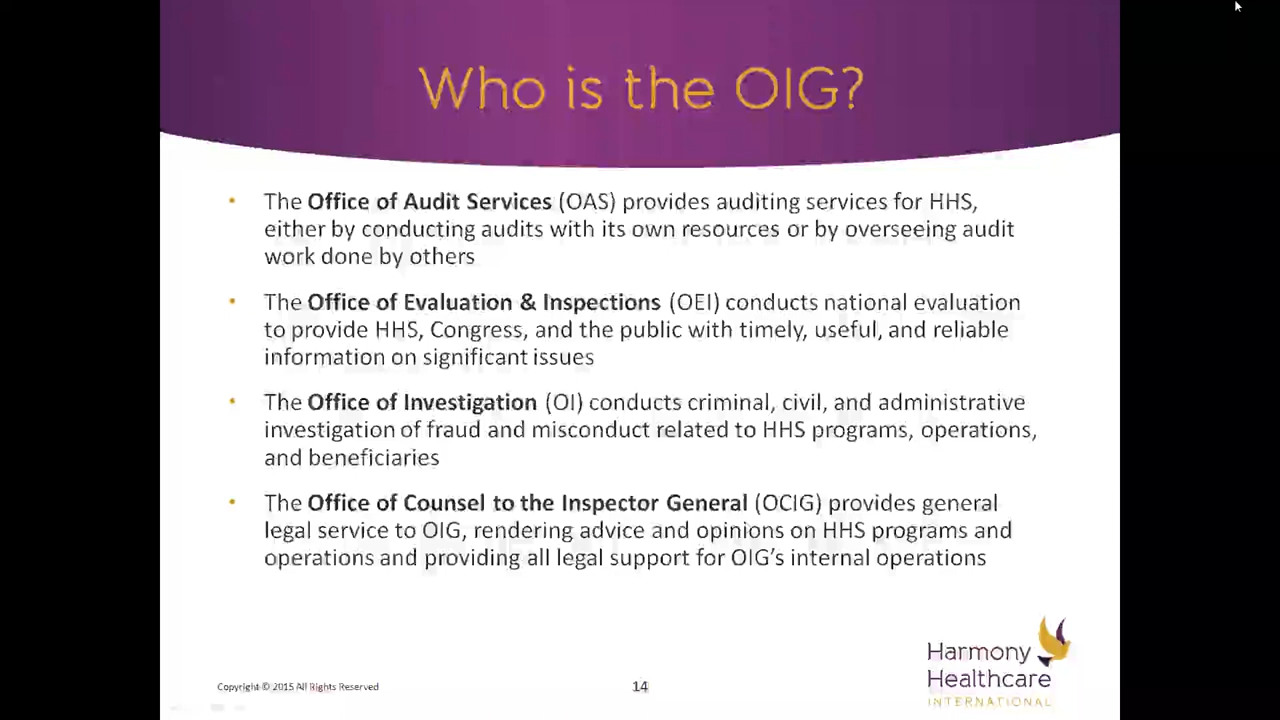 Who is the OIG?
• The Office of Audit Services (OAS) provides auditing services for HHS,
either by conducting audits with its own resources or by overseeing audit
work done by others
• The Office of Evaluation & Inspections (OEI) conducts national evaluation
to provide HHS, Congress, and the public with timely, useful, and reliable
information on significant issues
• The Office of Investigation (OI) conducts criminal, civil, and administrative
investigation of fraud and misconduct related to HHS programs, operations,
and beneficiaries
• The Office of Counsel to the Inspector General (OCIG) provides general
legal service to OIG, rendering advice and opinions on HHS programs and
operations and providing all legal support for OIG's internal operations
Harmony
Healthcare
INTERNATIONAL
Copyright © 2015 All Rights Reserved
14